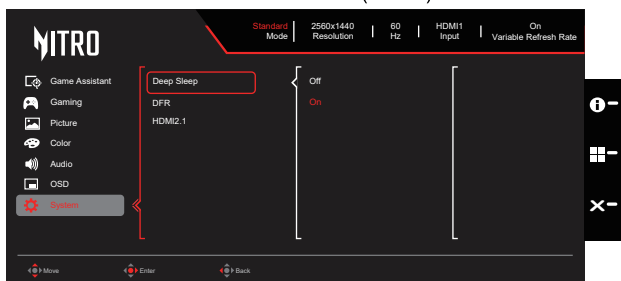 NITRO
Standard 2560x1440 60 HDMI1 On
Mode Resolution Hz Input Variable Refresh Rate
Game Assistant
Gaming
Picture
Color
Audio
OSD
System
Deep Sleep
DFR
HDMI2.1
Off
On
Move Enter Back